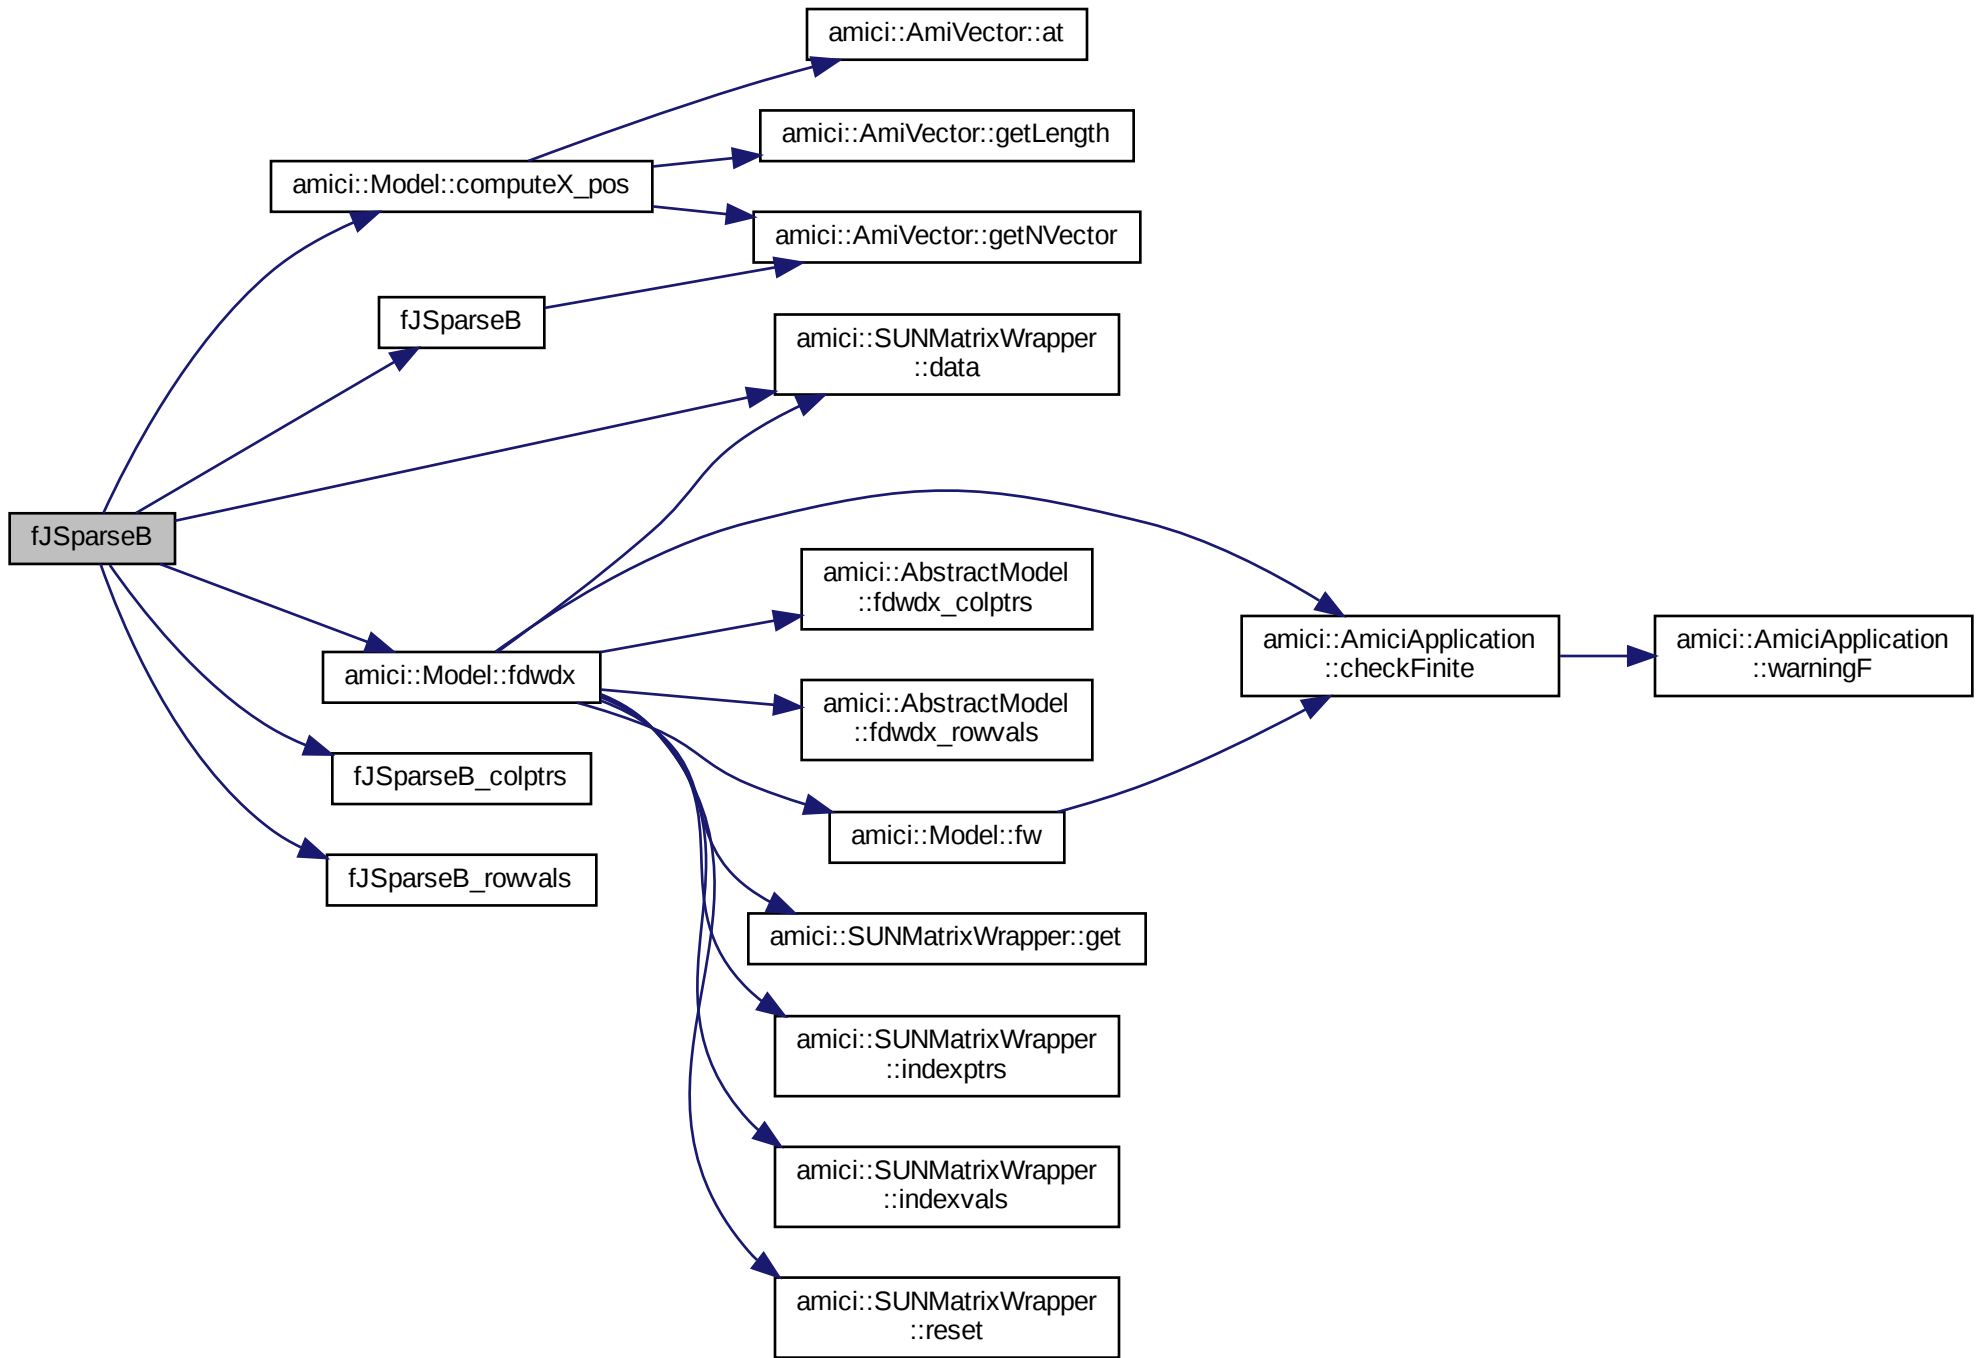 amici::AmiVector::at
amici::AmiVector::getLength
amici::Model::computeX_pos
amici::AmiVector::getNVector
fJSparseB
amici::SUNMatrixWrapper
::data
fJSparseB
amici::AbstractModel
::fdwdx_colptrs
amici::AmiciApplication
::checkFinite
amici::AmiciApplication
::warningF
amici::Model::fdwdx
amici::AbstractModel
::fdwdx_rowvals
fJSparseB_colptrs
amici::Model::fw
fJSparseB_rowvals
amici::SUNMatrixWrapper::get
amici::SUNMatrixWrapper
::indexptrs
amici::SUNMatrixWrapper
::indexvals
amici::SUNMatrixWrapper
::reset